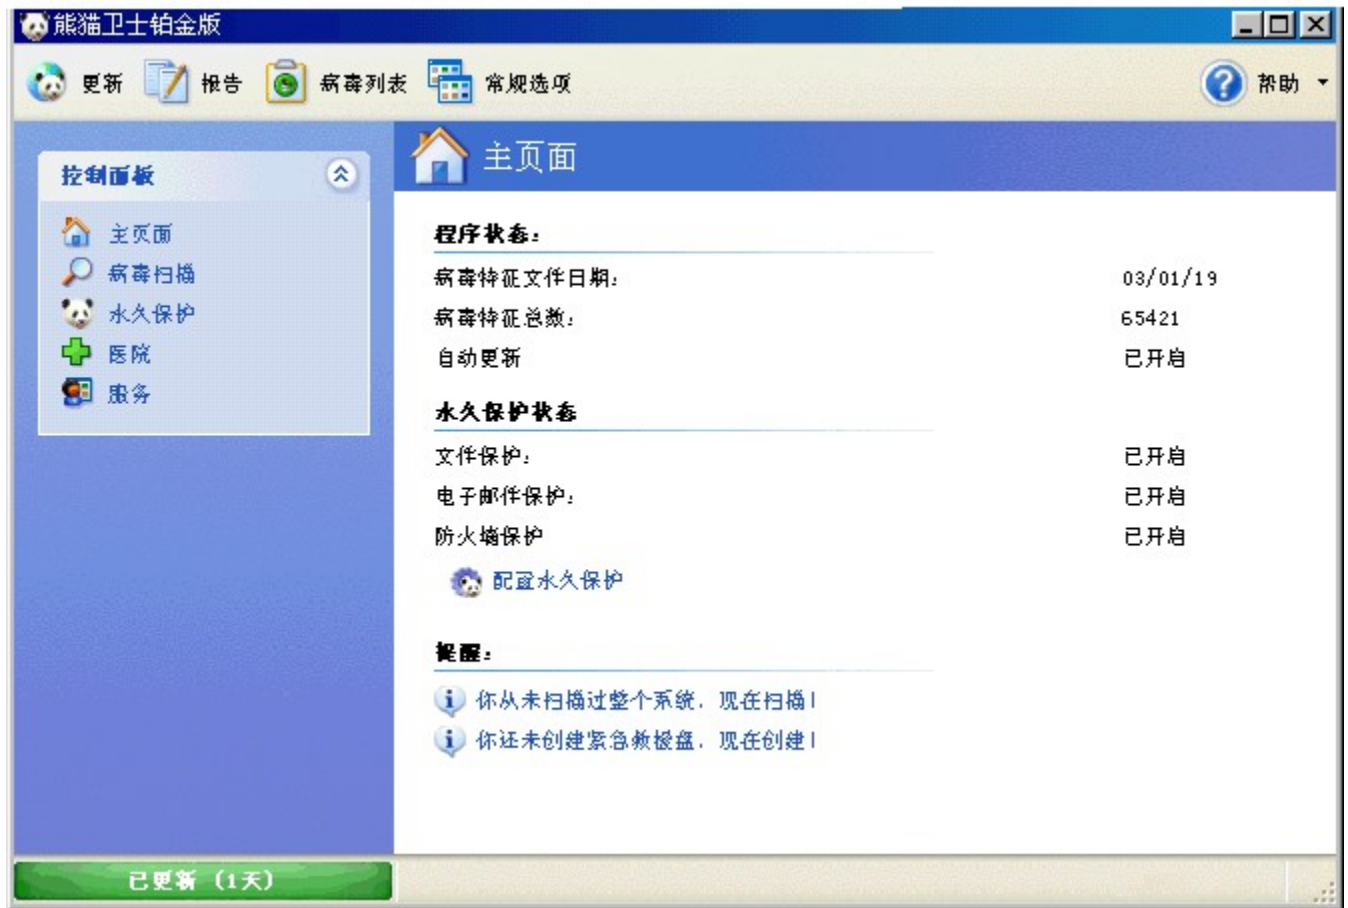 熊猫卫士铂金版
更新 报告 病毒列表 常规选项 帮助
控制面板
主页面
病毒扫描
永久保护
医院
服务
主页面
程序状态:
病毒特征文件日期: 03/01/19
病毒特征总数: 65421
自动更新 已开启
永久保护状态
文件保护: 已开启
电子邮件保护: 已开启
防火墙保护 已开启
配置永久保护
提醒:
你从未扫描过整个系统. 现在扫描!
你还未创建紧急救援盘. 现在创建!
已更新 (1天)